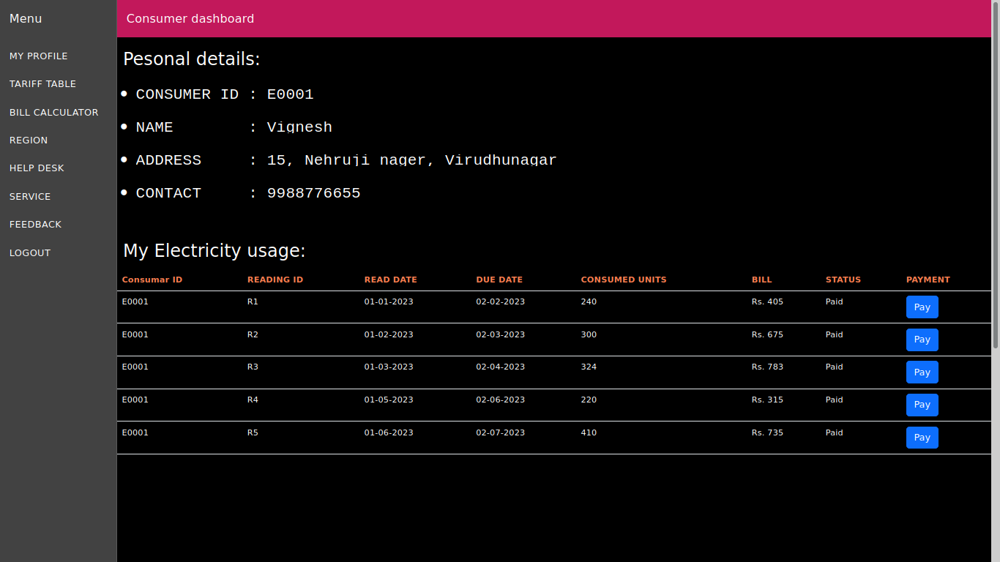 Menu
Consumer dashboard
MY PROFILE
TARIFF TABLE
BILL CALCULATOR
REGION
HELP DESK
SERVICE
FEEDBACK
LOGOUT
Pesonal details:
• CONSUMER ID : E0001
• NAME : Vignesh
• ADDRESS : 15, Nehruji nager, Virudhunagar
• CONTACT : 9988776655
My Electricity usage:
Consumar ID READING ID READ DATE DUE DATE CONSUMED UNITS BILL STATUS PAYMENT
E0001 R1 01-01-2023 02-02-2023 240 Rs. 405 Paid Pay
E0001 R2 01-02-2023 02-03-2023 300 Rs. 675 Paid Pay
E0001 R3 01-03-2023 02-04-2023 324 Rs. 783 Paid Pay
E0001 R4 01-05-2023 02-06-2023 220 Rs. 315 Paid Pay
E0001 R5 01-06-2023 02-07-2023 410 Rs. 735 Paid Pay